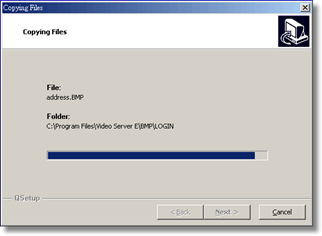 Copying Files
Copying Files
File:
address.BMP
Folder:
C:\Program Files\Video Server E\BMP\LOGIN
QSetup
< Back
Next >
Cancel